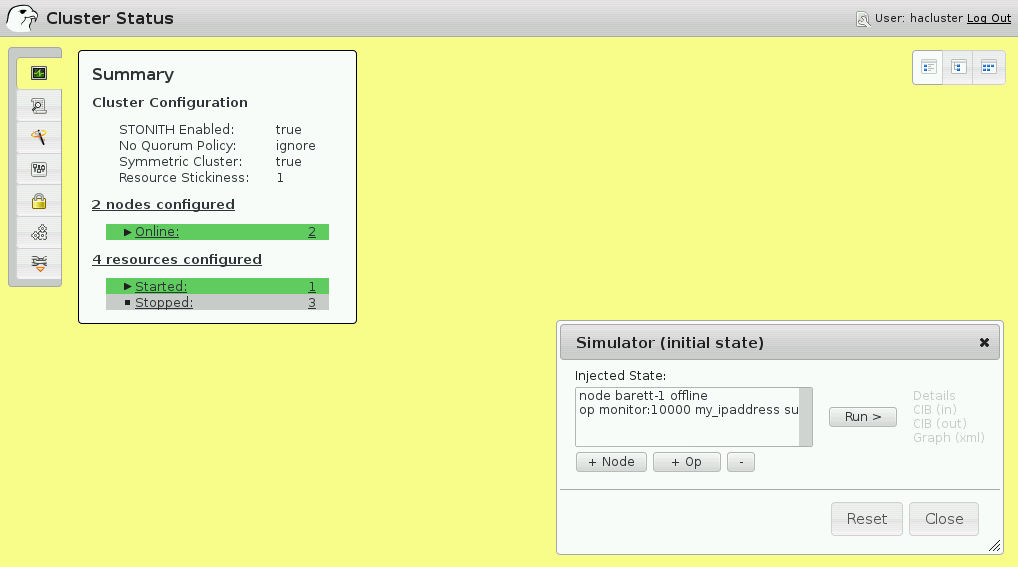 Cluster Status
User: hacluster Log Out
Summary
Cluster Configuration
STONITH Enabled: true
No Quorum Policy: ignore
Symmetric Cluster: true
Resource Stickiness: 1
2 nodes configured
Online: 2
4 resources configured
Started: 1
Stopped: 3
Simulator (initial state)
Injected State:
node barett-1 offline
op monitor:10000 my_ipaddress su
+ Node + Op -
Run >
Details
CIB (in)
CIB (out)
Graph (xml)
Reset Close